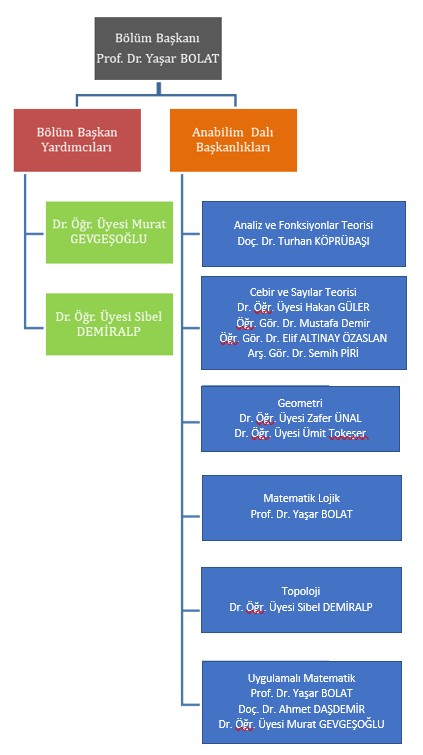 Bölüm Başkanı
Prof. Dr. Yaşar BOLAT
Bölüm Başkan
Yardımcıları
Anabilim Dalı
Başkanlıkları
Dr. Öğr. Üyesi Murat
GEVGEŞOĞLU
Dr. Öğr. Üyesi Sibel
DEMİRALP
Analiz ve Fonksiyonlar Teorisi
Doç. Dr. Turhan KÖPRÜBAŞI
Cebir ve Sayılar Teorisi
Dr. Öğr. Üyesi Hakan GÜLER
Öğr. Gör. Dr. Mustafa Demir
Öğr. Gör. Dr. Elif ALTINAY ÖZASLAN
Arş. Gör. Dr. Semih PİRİ
Geometri
Dr. Öğr. Üyesi Zafer ÜNAL
Dr. Öğr. Üyesi Ümit Tokeşer
Matematik Lojik
Prof. Dr. Yaşar BOLAT
Topoloji
Dr. Öğr. Üyesi Sibel DEMİRALP
Uygulamalı Matematik
Prof. Dr. Yaşar BOLAT
Doç. Dr. Ahmet DAŞDEMİR
Dr. Öğr. Üyesi Murat GEVGEŞOĞLU